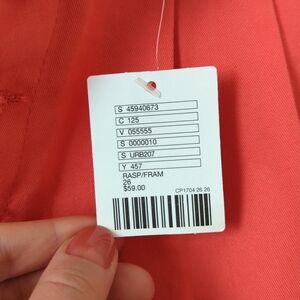 S 45940673
C 125
V 055555
S 0000010
S URB207
Y 457
RASP/FRAM
26
$59.00
CP1704 26 26